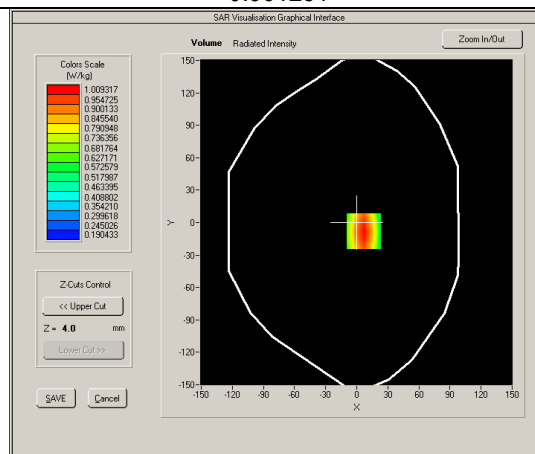 SAR Visualisation Graphical Interface
Volume Radiated Intensity
Zoom In/Out
Colors Scale
(W/kg)
1.009317
0.954725
0.900133
0.845540
0.790948
0.736356
0.681764
0.627171
0.572579
0.517987
0.463395
0.408802
0.354210
0.299618
0.245026
0.190433
Z-Cuts Control
<< Upper Cut
Z = 4.0 mm
Lower Cut >>
SAVE Cancel
150
120
90
60
30
0
-30
-60
-90
-120
-150
Y
-150 -120 -90 -60 -30 0 30 60 90 120 150
X